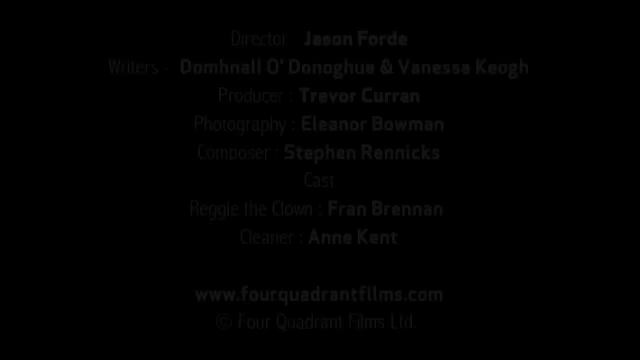 Director   Jason Forde
Writers -  Domhnall O' Donoghue & Vanessa Keogh
Producer : Trevor Curran
Photography : Eleanor Bowman
Composer : Stephen Rennicks
Cast
Reggie the Clown : Fran Brennan
Cleaner : Anne Kent
www.fourquadrantfilms.com
© Four Quadrant Films Ltd.